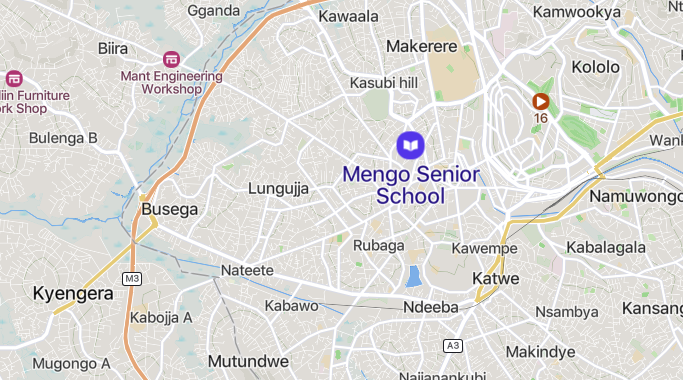 Gganda
Kawaala
Kamwookya
Nt
Biira
Makerere
Kololo
Mant Engineering
Workshop
Kasubi hill
iin Furniture
rk Shop
16
Bulenga B
Wanl
Mengo Senior
School
Lungujja
Namuwongo
Busega
Rubaga
Kawempe
Kabalagala
Nateete
M3
Katwe
Kyengera
Kabawo
Ndeeba
Nsambya
Kansang
Kabojja A
A3
Makindye
Mugongo A
Mutundwe
Najjanankubi